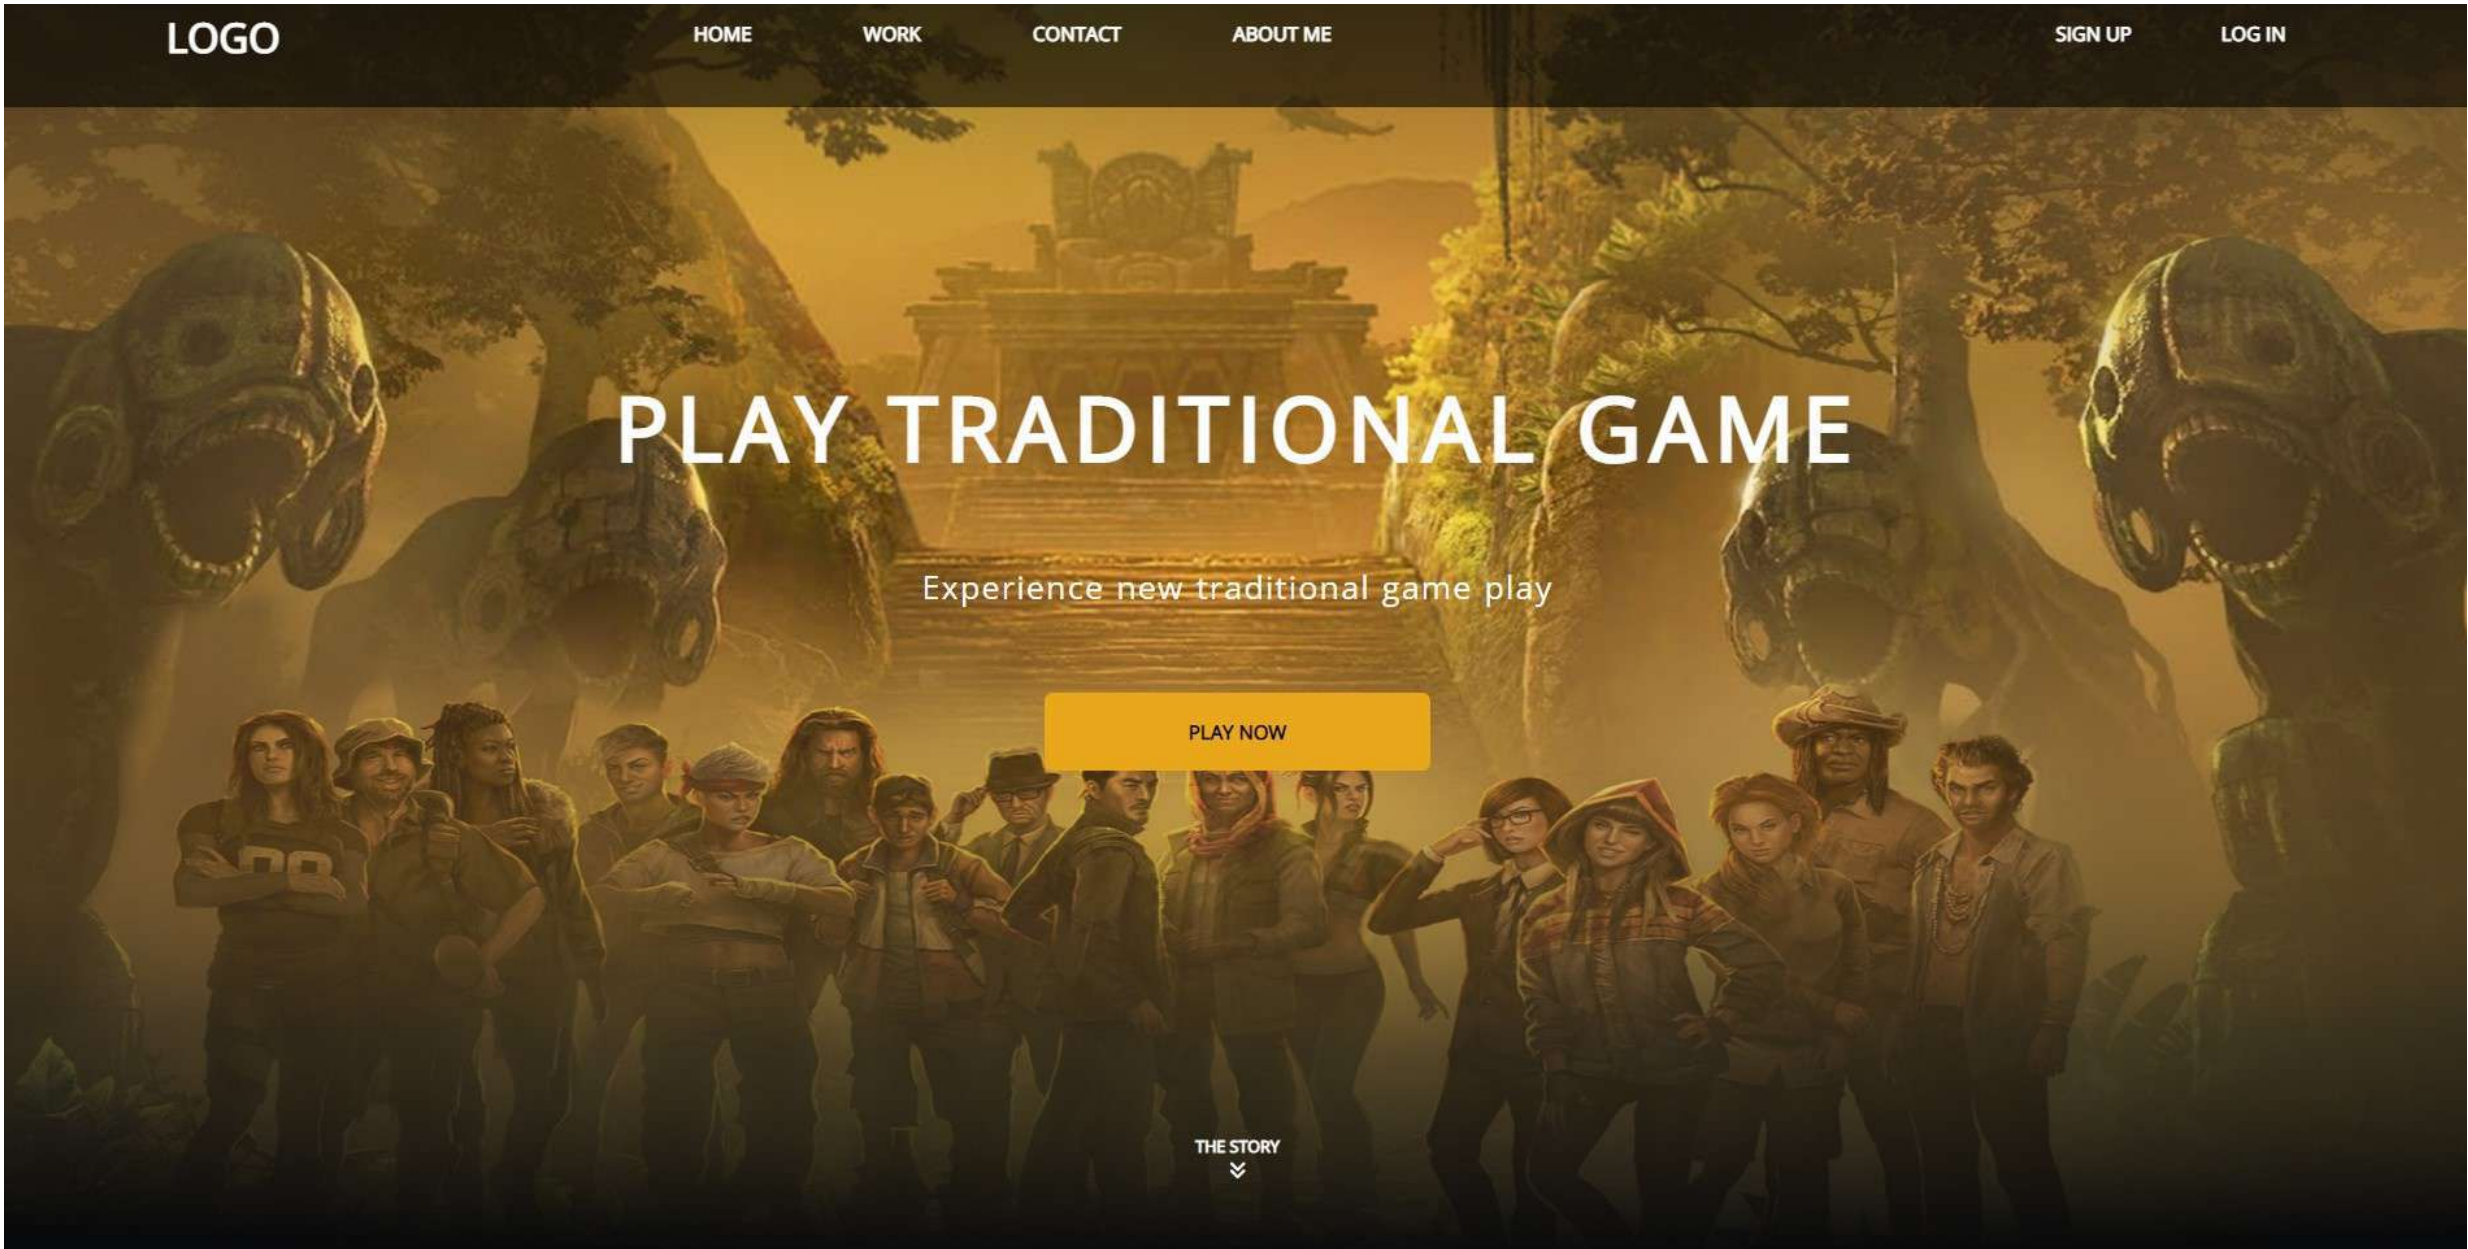 LOGO
HOME
WORK
CONTACT
ABOUT ME
SIGN UP
LOG IN
PLAY TRADITIONAL GAME
Experience new traditional game play
PLAY NOW
THE STORY